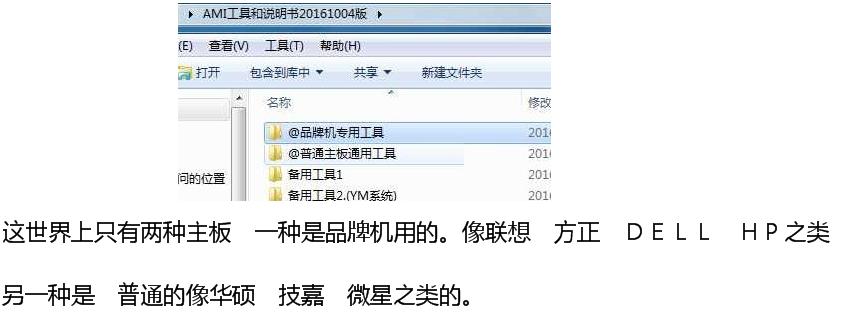 AMI工具和说明书20161004版
(E) 查看(V) 工具(T) 帮助(H)
打开 包含到库中 共享 新建文件夹
名称 修改
@品牌机专用工具 2016
@普通主板通用工具 2016
问的位置 备用工具1 2016
备用工具2.(YM系统) 2016
这世界上只有两种主板 一种是品牌机用的。像联想 方正 ＤＥＬＬ ＨＰ之类
另一种是 普通的像华硕 技嘉 微星之类的。